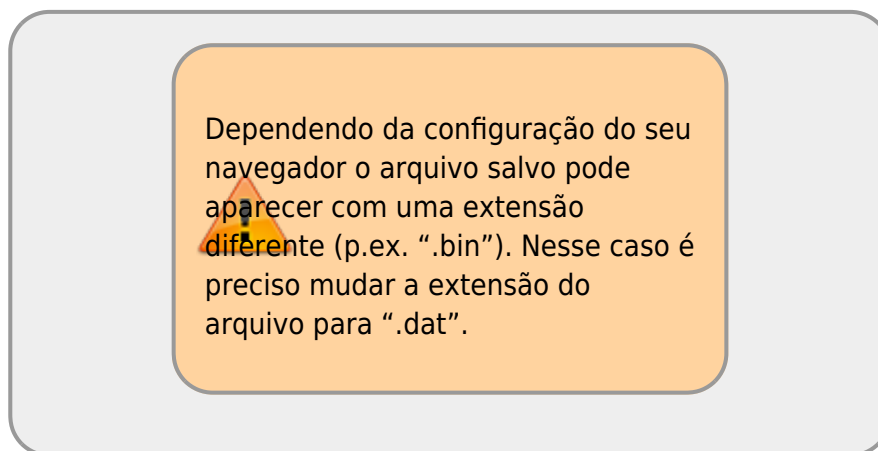 Dependendo da configuração do seu
navegador o arquivo salvo pode
aparecer com uma extensão
diferente (p.ex. “.bin”). Nesse caso é
preciso mudar a extensão do
arquivo para “.dat”.